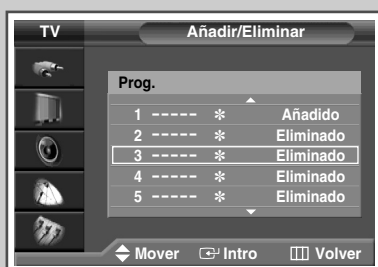 TV Añadir/Eliminar
Prog.
1 ----- ✻ Añadido
2 ----- ✻ Eliminado
3 ----- ✻ Eliminado
4 ----- ✻ Eliminado
5 ----- ✻ Eliminado
Mover Intro Volver